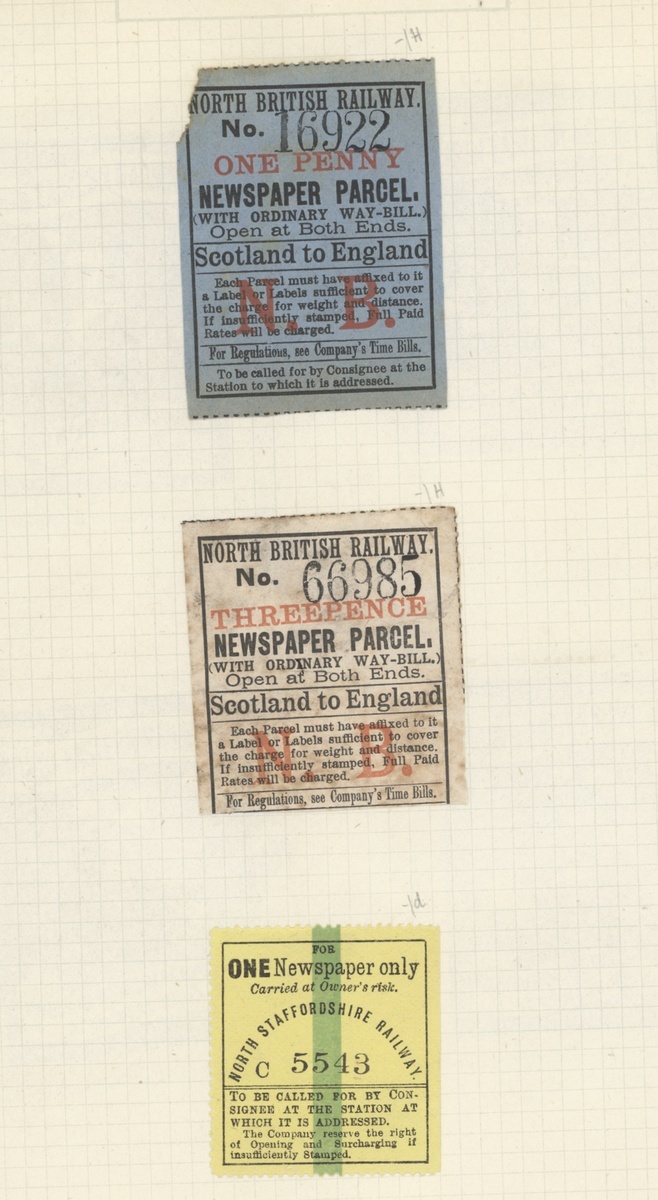 -/H
NORTH BRITISH RAILWAY.
No. 16922
ONE PENNY
NEWSPAPER PARCEL.
(WITH ORDINARY WAY-BILL.)
Open at Both Ends.
Scotland to England
Each Parcel must have affixed to it
a Label or Labels sufficient to cover
the charge for weight and distance.
If insufficiently stamped, Full Paid
Rates will be charged.
N. B.
For Regulations, see Company's Time Bills.
To be called for by Consignee at the
Station to which it is addressed.
-/H
NORTH BRITISH RAILWAY.
No. 66985
THREEPENCE
NEWSPAPER PARCEL.
(WITH ORDINARY WAY-BILL.)
Open at Both Ends.
Scotland to England
Each Parcel must have affixed to it
a Label or Labels sufficient to cover
the charge for weight and distance.
If insufficiently stamped, Full Paid
Rates will be charged.
N. B.
For Regulations, see Company's Time Bills.
-/d
FOR
ONE Newspaper only
Carried at Owner's risk.
NORTH STAFFORDSHIRE RAILWAY.
C 5543
TO BE CALLED FOR BY CON-
SIGNEE AT THE STATION AT
WHICH IT IS ADDRESSED.
The Company reserve the right
of Opening and Surcharging if
insufficiently Stamped.